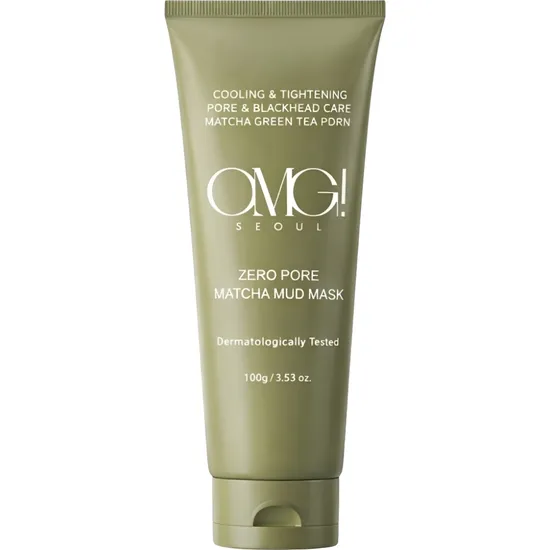 COOLING & TIGHTENING
PORE & BLACKHEAD CARE
MATCHA GREEN TEA PDRN
OMG!
SEOUL
ZERO PORE
MATCHA MUD MASK
Dermatologically Tested
100g / 3.53 oz.